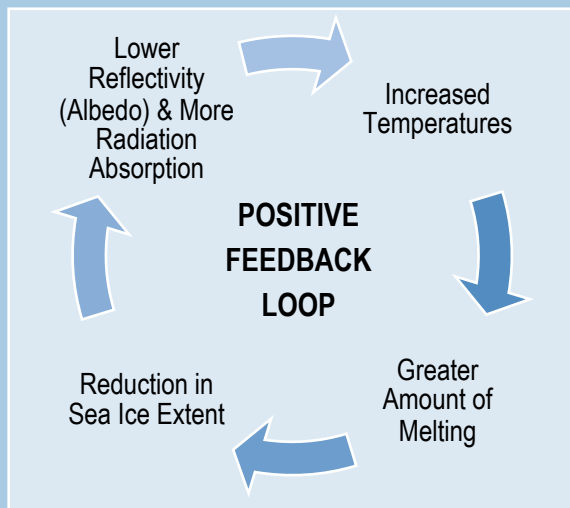 Lower
Reflectivity
(Albedo) & More
Radiation
Absorption
Increased
Temperatures
POSITIVE
FEEDBACK
LOOP
Greater
Amount of
Melting
Reduction in
Sea Ice Extent